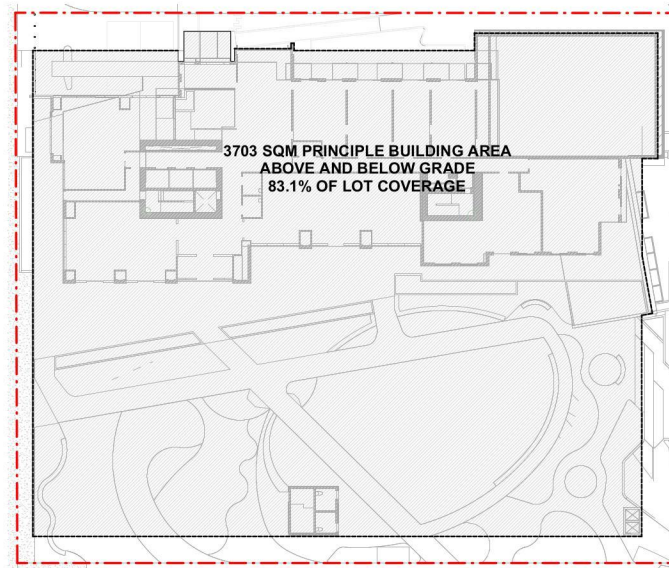 3703 SQM PRINCIPLE BUILDING AREA
ABOVE AND BELOW GRADE
83.1% OF LOT COVERAGE